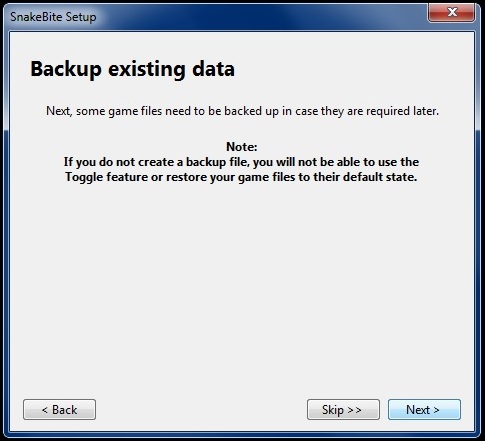 SnakeBite Setup
Backup existing data
Next, some game files need to be backed up in case they are required later.
Note:
If you do not create a backup file, you will not be able to use the
Toggle feature or restore your game files to their default state.
< Back
Skip >>
Next >